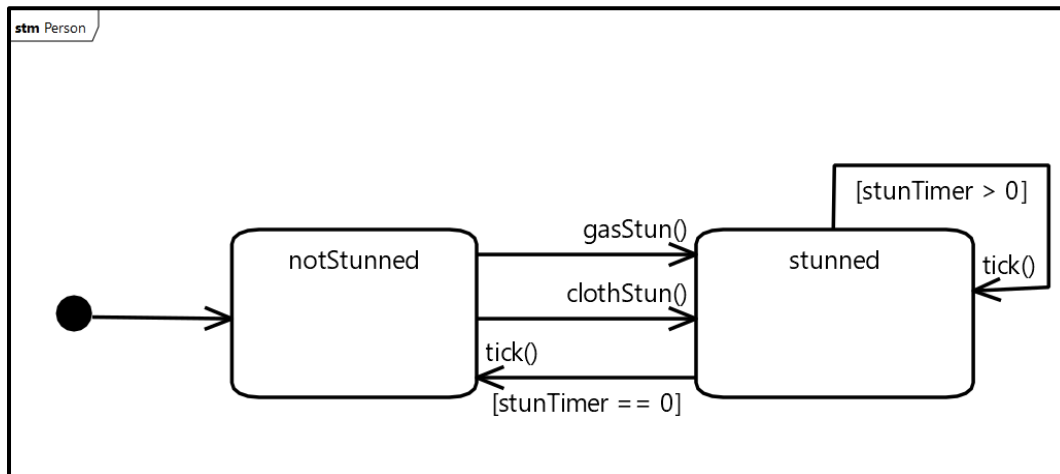 stm Person
[stunTimer > 0]
gasStun()
notStunned
stunned
tick()
clothStun()
tick()
[stunTimer == 0]